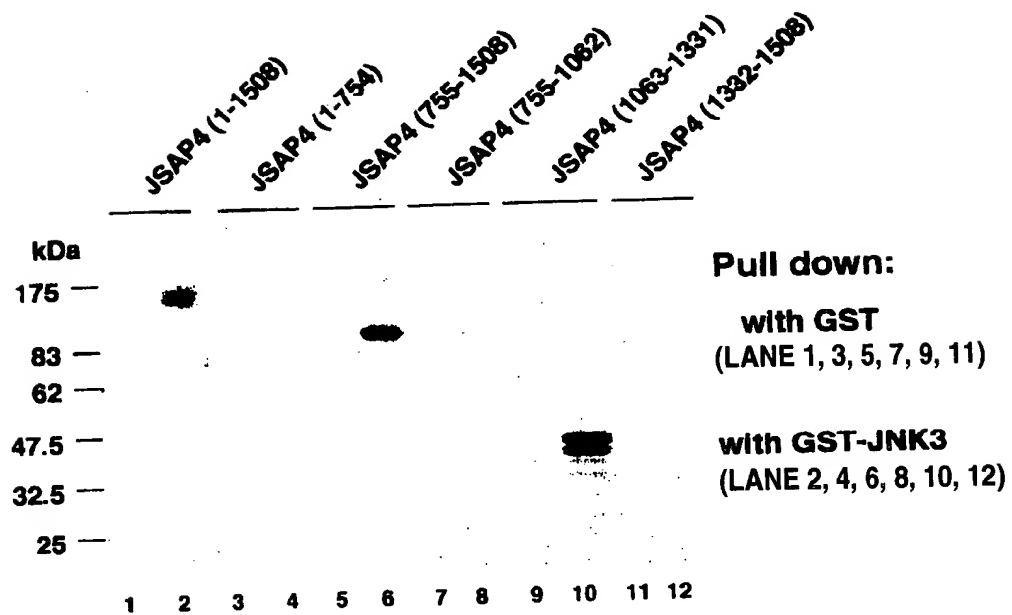 JSAP4 (1-1508)
JSAP4 (1-754)
JSAP4 (755-1508)
JSAP4 (755-1062)
JSAP4 (1063-1331)
JSAP4 (1332-1508)
kDa
175
83
62
47.5
32.5
25
Pull down:
with GST
(LANE 1, 3, 5, 7, 9, 11)
with GST-JNK3
(LANE 2, 4, 6, 8, 10, 12)
1 2 3 4 5 6 7 8 9 10 11 12